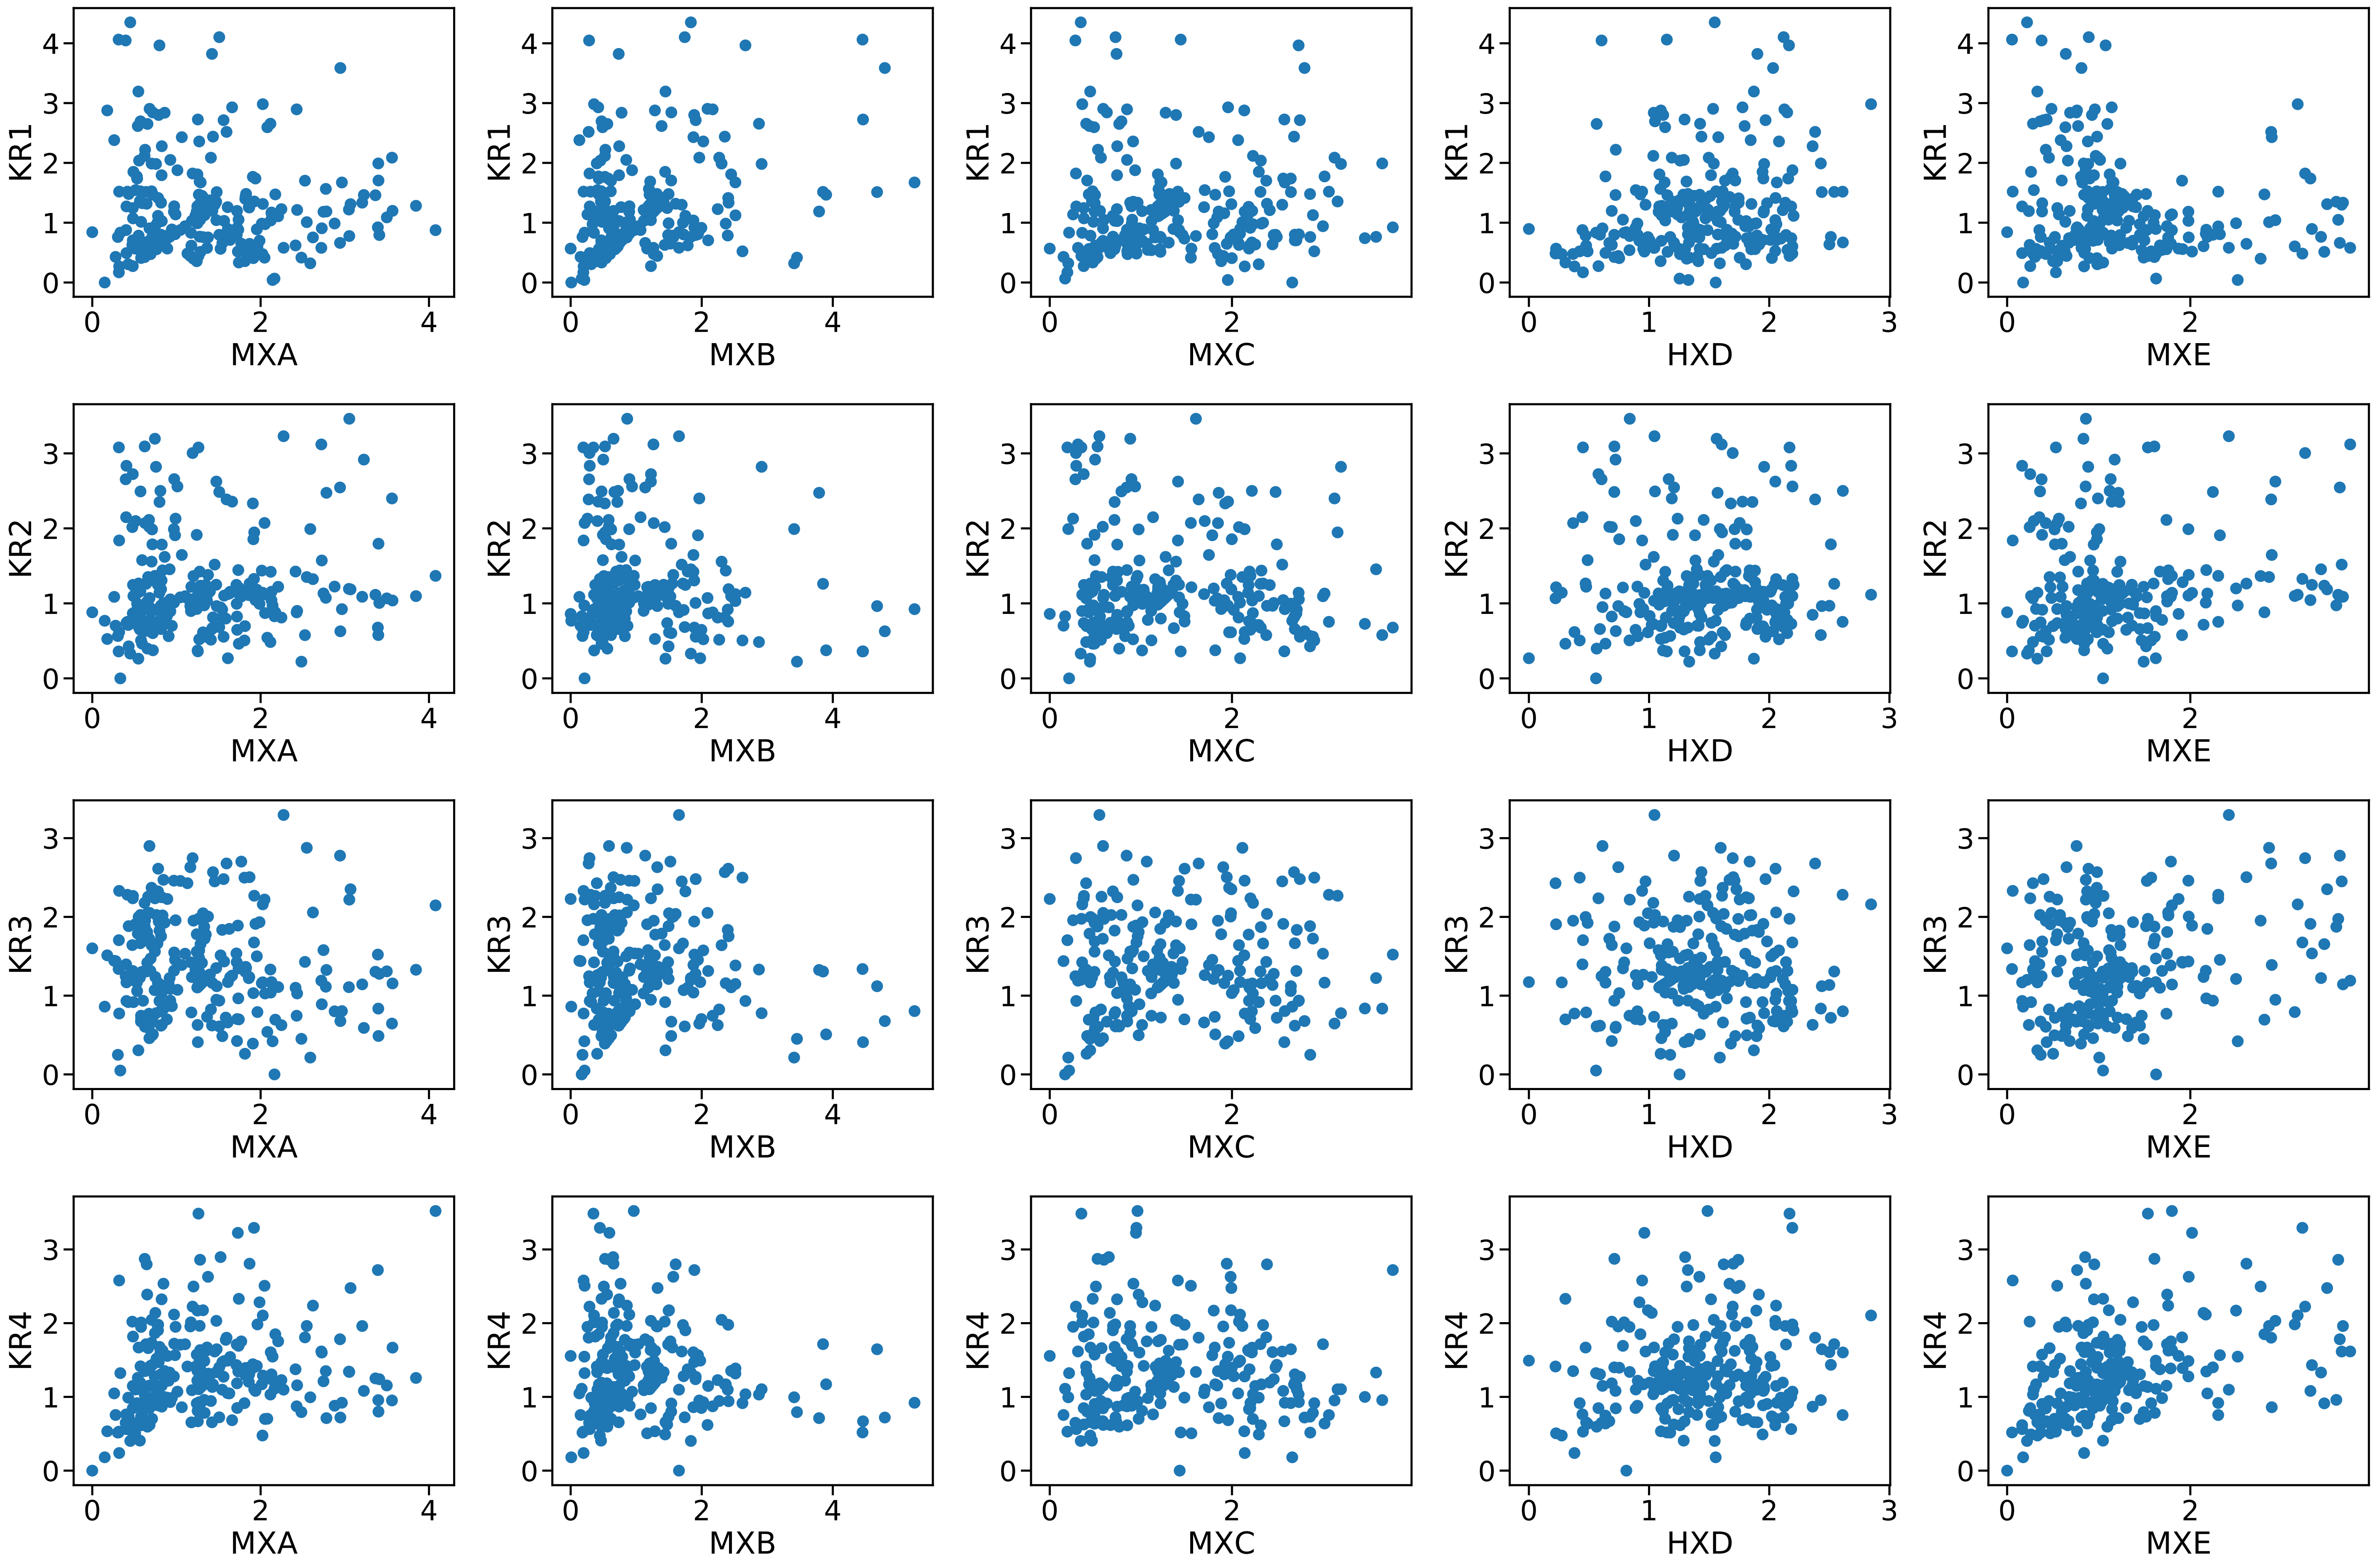 KR1 4 3 2 1 0 0 2 4 MXA
KR1 4 3 2 1 0 0 2 4 MXB
KR1 4 3 2 1 0 0 2 MXC
KR1 4 3 2 1 0 0 1 2 3 HXD
KR1 4 3 2 1 0 0 2 MXE
KR2 3 2 1 0 0 2 4 MXA
KR2 3 2 1 0 0 2 4 MXB
KR2 3 2 1 0 0 2 MXC
KR2 3 2 1 0 0 1 2 3 HXD
KR2 3 2 1 0 0 2 MXE
KR3 3 2 1 0 0 2 4 MXA
KR3 3 2 1 0 0 2 4 MXB
KR3 3 2 1 0 0 2 MXC
KR3 3 2 1 0 0 1 2 3 HXD
KR3 3 2 1 0 0 2 MXE
KR4 3 2 1 0 0 2 4 MXA
KR4 3 2 1 0 0 2 4 MXB
KR4 3 2 1 0 0 2 MXC
KR4 3 2 1 0 0 1 2 3 HXD
KR4 3 2 1 0 0 2 MXE